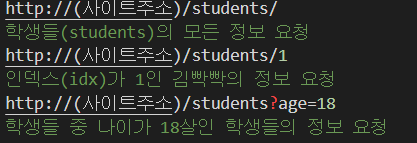 http://(사이트주소)/students/
학생들(students)의 모든 정보 요청
http://(사이트주소)/students/1
인덱스(idx)가 1인 김빡빡의 정보 요청
http://(사이트주소)/students?age=18
학생들 중 나이가 18살인 학생들의 정보 요청